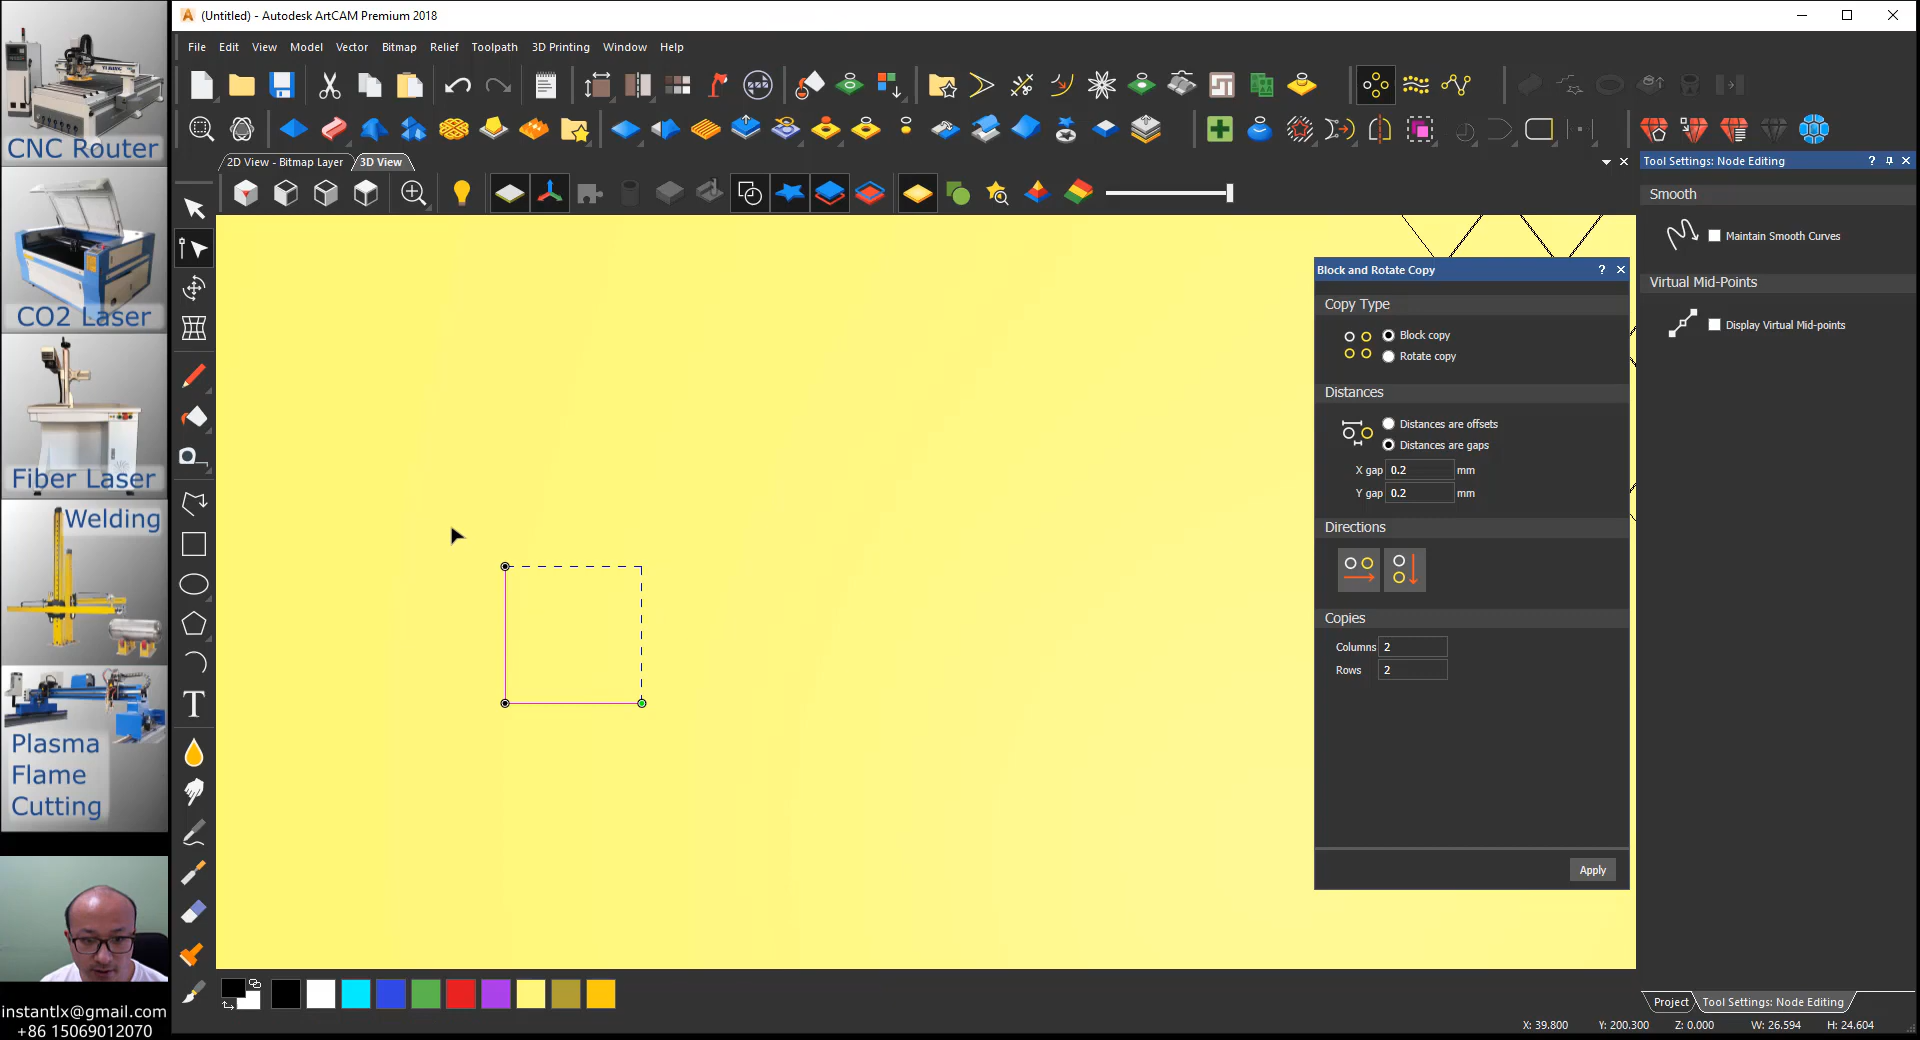 (Untitled) - Autodesk ArtCAM Premium 2018
File Edit View Model Vector Bitmap Relief Toolpath 3D Printing Window Help
2D View - Bitmap Layer 3D View
CNC Router
CO2 Laser
Fiber Laser
Welding
Plasma
Flame
Cutting
instantlx@gmail.com
+86 15069012070
T
Block and Rotate Copy ?
Copy Type
Block copy
Rotate copy
Distances
Distances are offsets
Distances are gaps
X gap 0.2 mm
Y gap 0.2 mm
Directions
Copies
Columns 2
Rows 2
Apply
Tool Settings: Node Editing ?
Smooth
Maintain Smooth Curves
Virtual Mid-Points
Display Virtual Mid-points
Project Tool Settings: Node Editing
X: 39.800 Y: 200.300 Z: 0.000 W: 26.594 H: 24.604